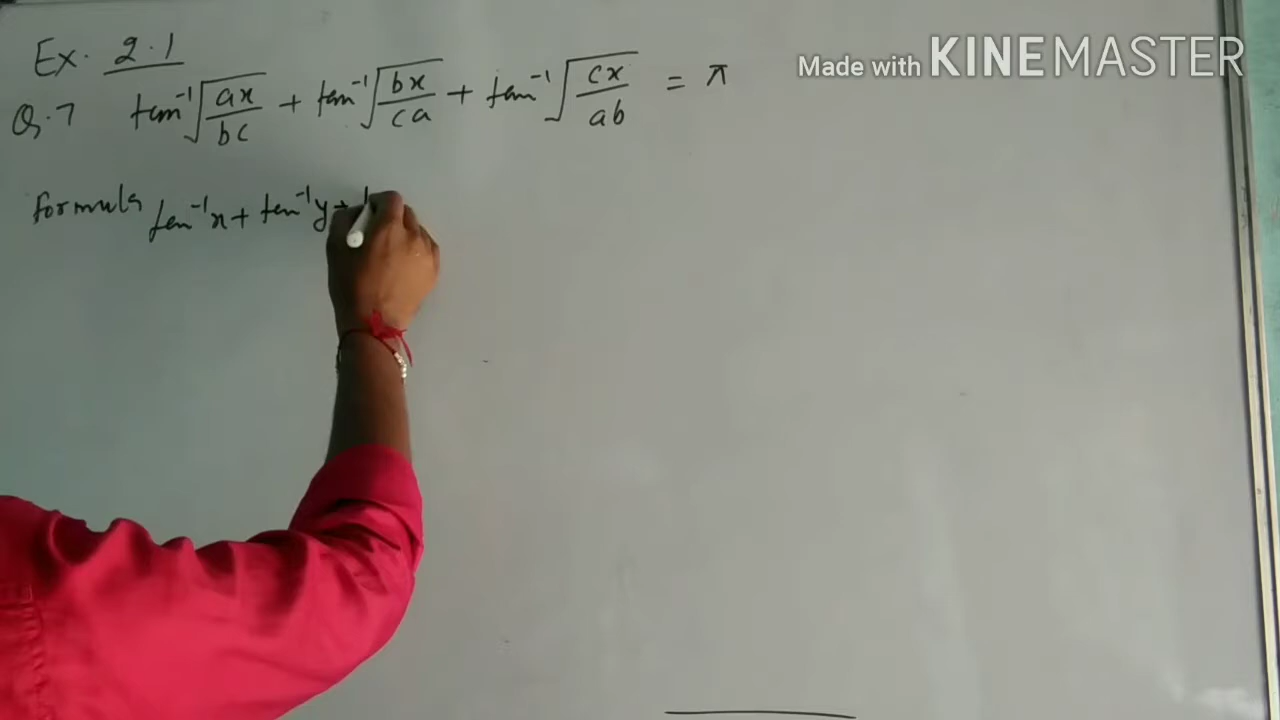 Ex. 2.1
Made with KINEMASTER
Q.7 tan⁻¹√(ax/bc) + tan⁻¹√(bx/ca) + tan⁻¹√(cx/ab) = π
formula tan⁻¹x + tan⁻¹y +